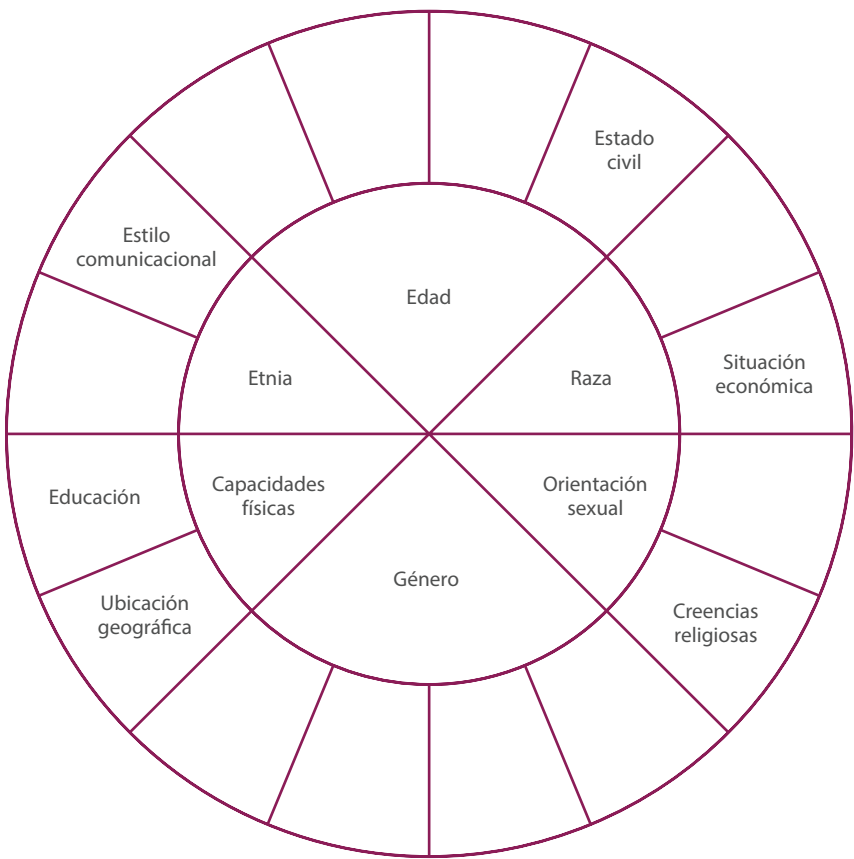 Estado
civil
Estilo
comunicacional
Edad
Etnia
Raza
Situación
económica
Educación
Capacidades
físicas
Orientación
sexual
Género
Ubicación
geográfica
Creencias
religiosas